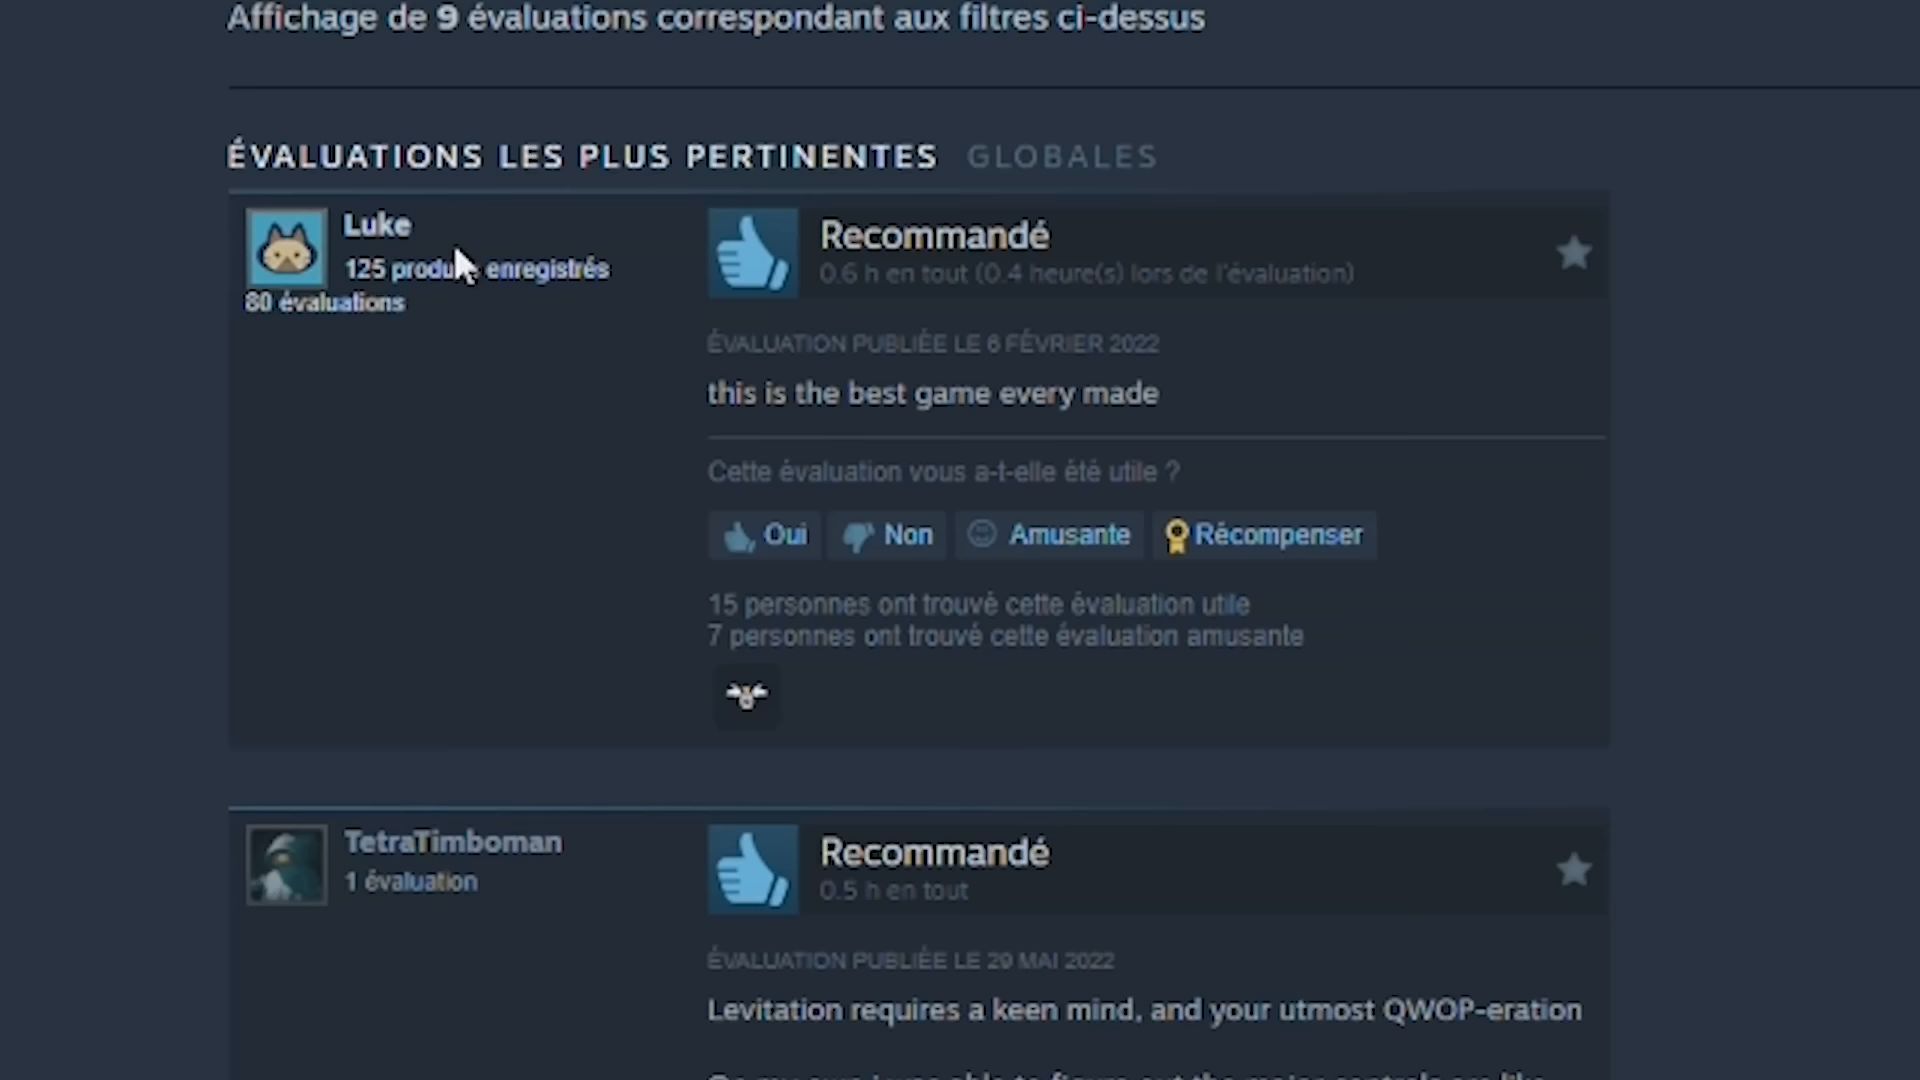 Affichage de 9 évaluations correspondant aux filtres ci-dessus
ÉVALUATIONS LES PLUS PERTINENTES GLOBALES
Luke
125 enregistrés
80 évaluations
Recommandé
0.6 h en tout (0.4 heure(s) lors de l'évaluation)
ÉVALUATION PUBLIÉE LE 6 FÉVRIER 2022
this is the best game every made
Cette évaluation vous a-t-elle été utile ?
Oui Non Amusante Récompenser
15 personnes ont trouvé cette évaluation utile
7 personnes ont trouvé cette évaluation amusante
TetraTimboman
1 évaluation
Recommandé
0.5 h en tout
ÉVALUATION PUBLIÉE LE 29 MAI 2022
Levitation requires a keen mind, and your utmost QWOP-eration